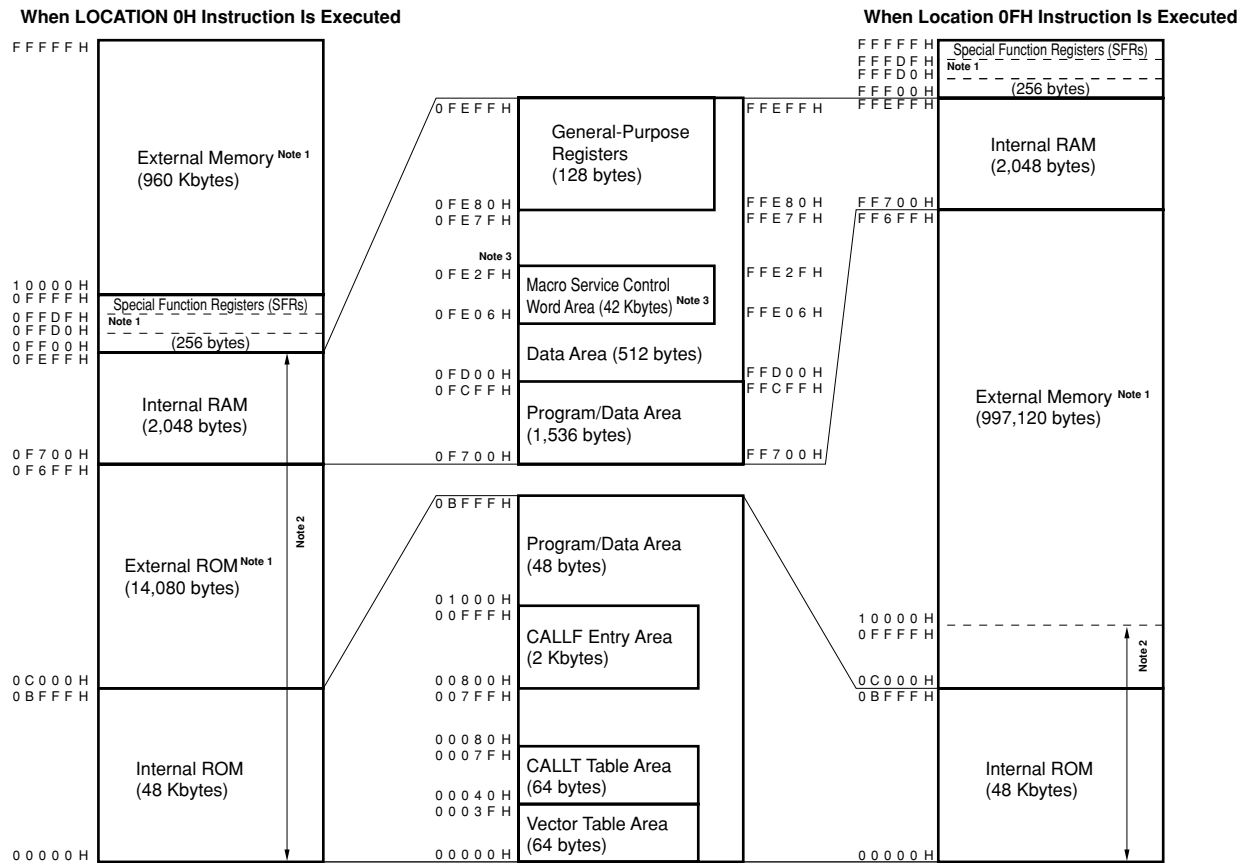 When LOCATION 0H Instruction Is Executed
FFFFFH
External Memory Note 1
(960 Kbytes)
10000H
0FFFFH
Special Function Registers (SFRs)
0FFDFH
Note 1
0FFD0H
0FF00H
(256 bytes)
0FEFFH
Internal RAM
(2,048 bytes)
0F700H
0F6FFH
Note 2
External ROM Note 1
(14,080 bytes)
0C000H
0BFFFH
Internal ROM
(48 Kbytes)
00000H
0FEFFH
FFEFFH
General-Purpose
Registers
(128 bytes)
0FE80H
FFE80H
0FE7FH
FFE7FH
Note 3
0FE2FH
FFE2FH
Macro Service Control
Word Area (42 Kbytes) Note 3
0FE06H
FFE06H
Data Area (512 bytes)
0FD00H
FFD00H
0FCFFH
FFCFFH
Program/Data Area
(1,536 bytes)
0F700H
FF700H
0BFFFH
Program/Data Area
(48 bytes)
01000H
00FFFH
CALLF Entry Area
(2 Kbytes)
00800H
007FFH
00080H
0007FH
CALLT Table Area
(64 bytes)
00040H
0003FH
Vector Table Area
(64 bytes)
00000H
When Location 0FH Instruction Is Executed
FFFFFH
Special Function Registers (SFRs)
FFFDFH
Note 1
FFFD0H
FFF00H
(256 bytes)
FFEFFH
Internal RAM
(2,048 bytes)
FF700H
FF6FFH
External Memory Note 1
(997,120 bytes)
10000H
0FFFFH
Note 2
0C000H
0BFFFH
Internal ROM
(48 Kbytes)
00000H